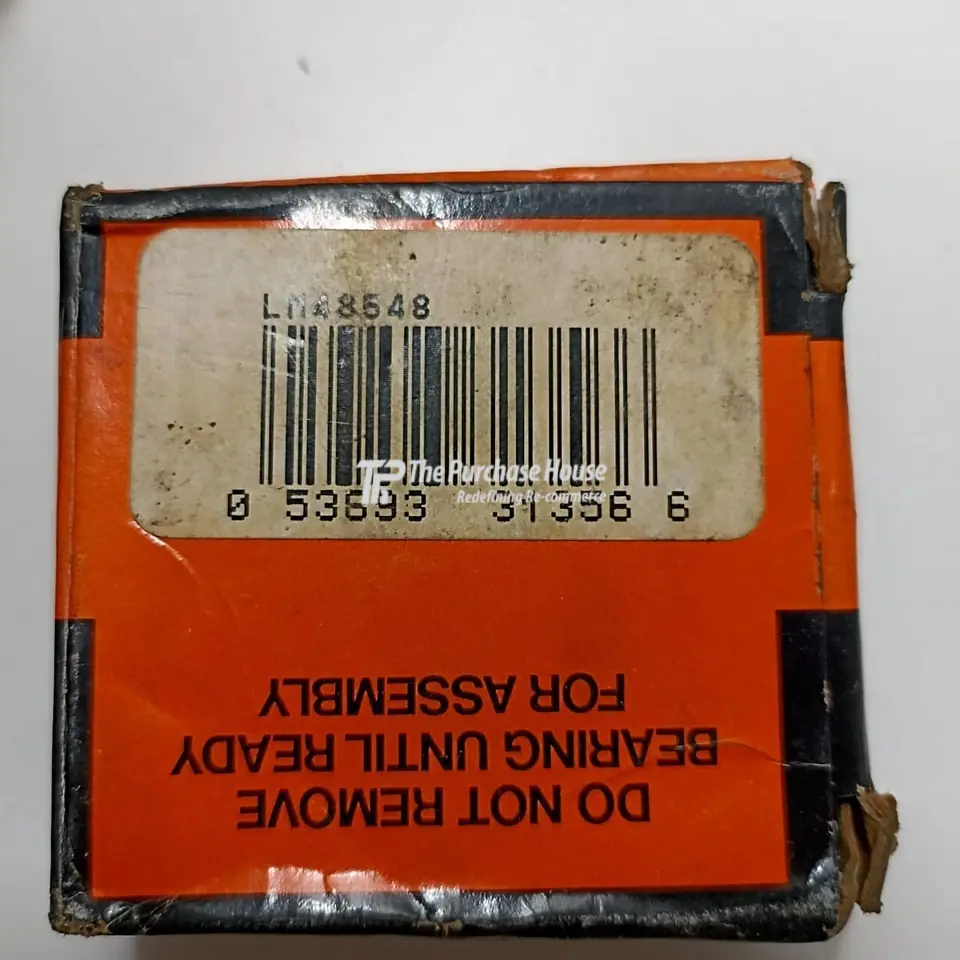 LM48548
TP The Purchase House
Redefining Re-commerce
0 53893 31356 6
DO NOT REMOVE
BEARING UNTIL READY
FOR ASSEMBLY